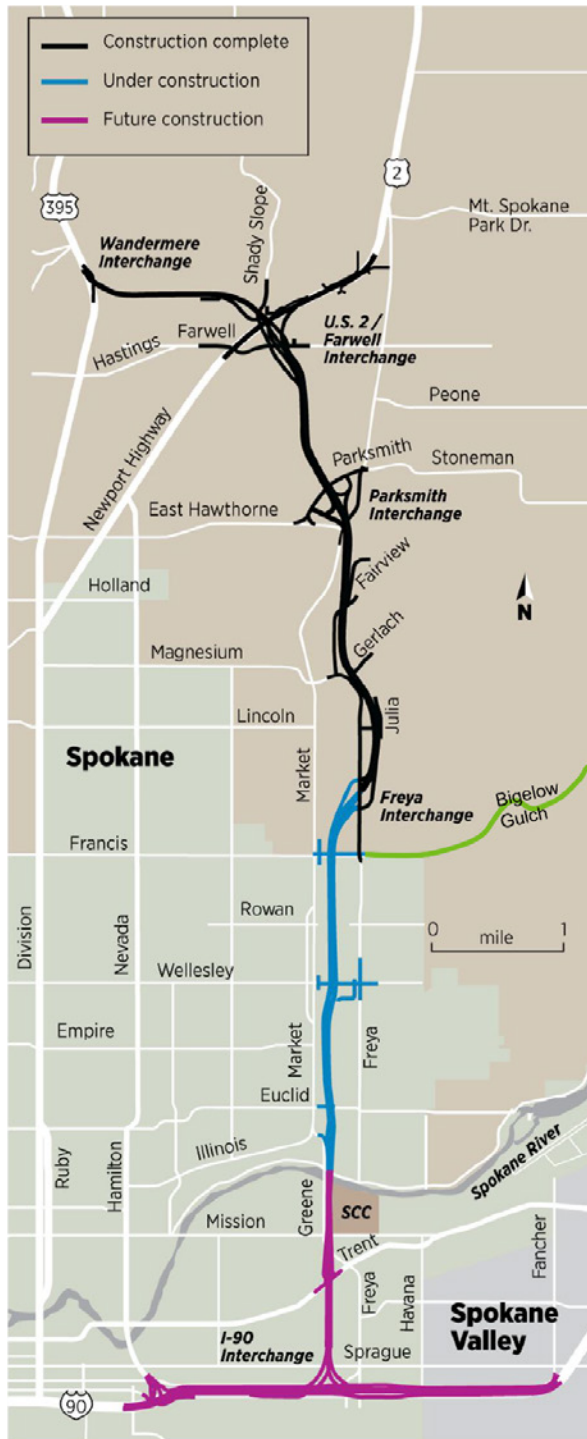 Construction complete
Under construction
Future construction
2
395
Mt. Spokane
Park Dr.
Shady Slope
Wandermere
Interchange
Farwell
U.S. 2 /
Farwell
Interchange
Hastings
Peone
Newport Highway
Parksmith
Stoneman
Parksmith
Interchange
East Hawthorne
Fairview
Holland
N
Gerlach
Magnesium
Julia
Lincoln
Market
Spokane
Freya
Interchange
Bigelow
Gulch
Francis
Rowan
0
1
mile
Division
Nevada
Wellesley
Empire
Market
Freya
Euclid
Illinois
Ruby
Hamilton
Spokane River
Greene
SCC
Mission
Trent
Freya
Havana
Fancher
Spokane
Valley
I-90
Interchange
Sprague
90